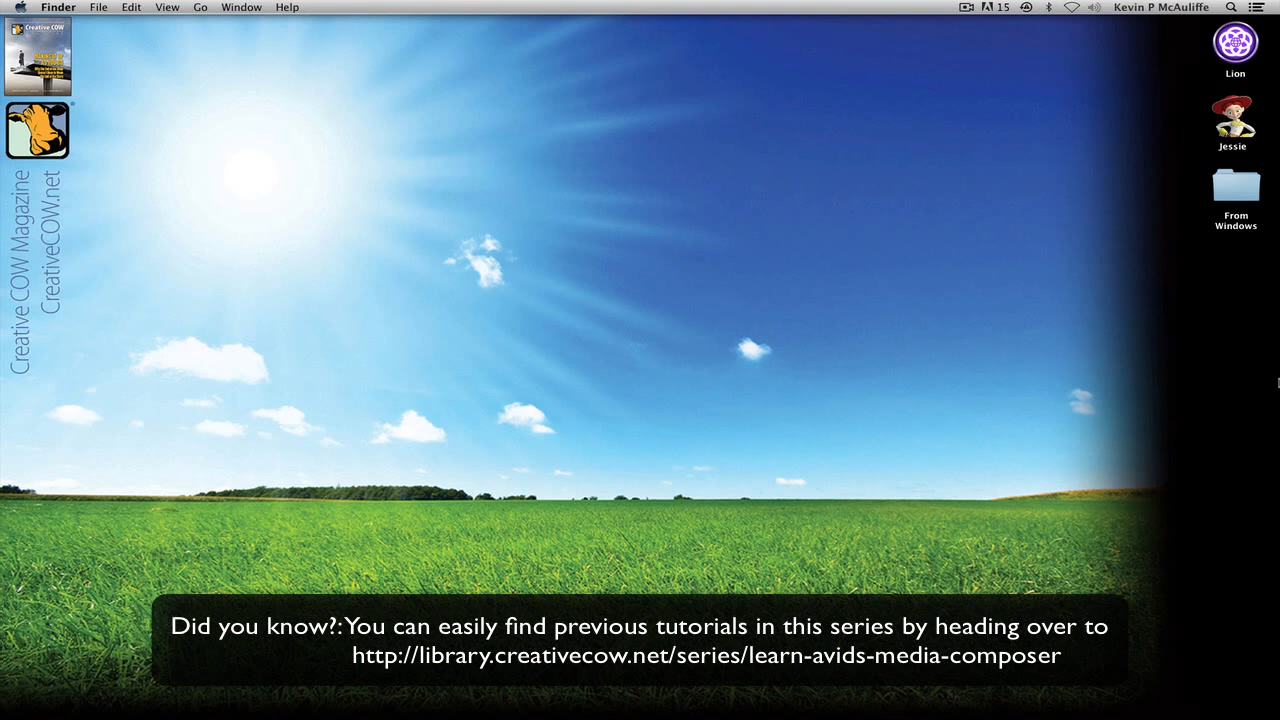 Finder File Edit View Go Window Help
15 Kevin P McAuliffe
Creative COW
Creative COW Magazine
CreativeCOW.net
Lion
Jessie
From
Windows
Did you know?: You can easily find previous tutorials in this series by heading over to
http://library.creativecow.net/series/learn-avids-media-composer